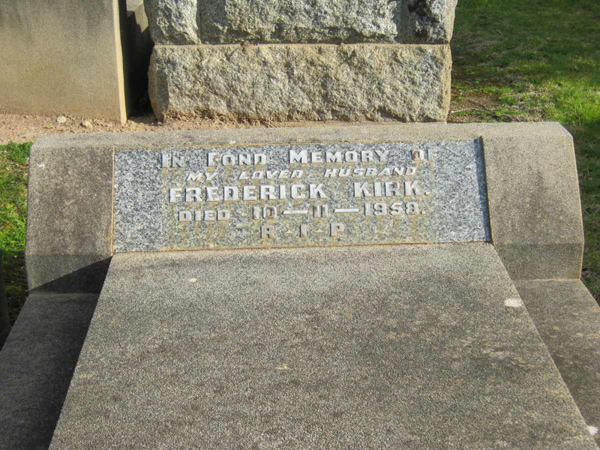 IN FOND MEMORY OF
MY LOVED HUSBAND
FREDERICK KIRK.
DIED 10–11–1958.
R.I.P.